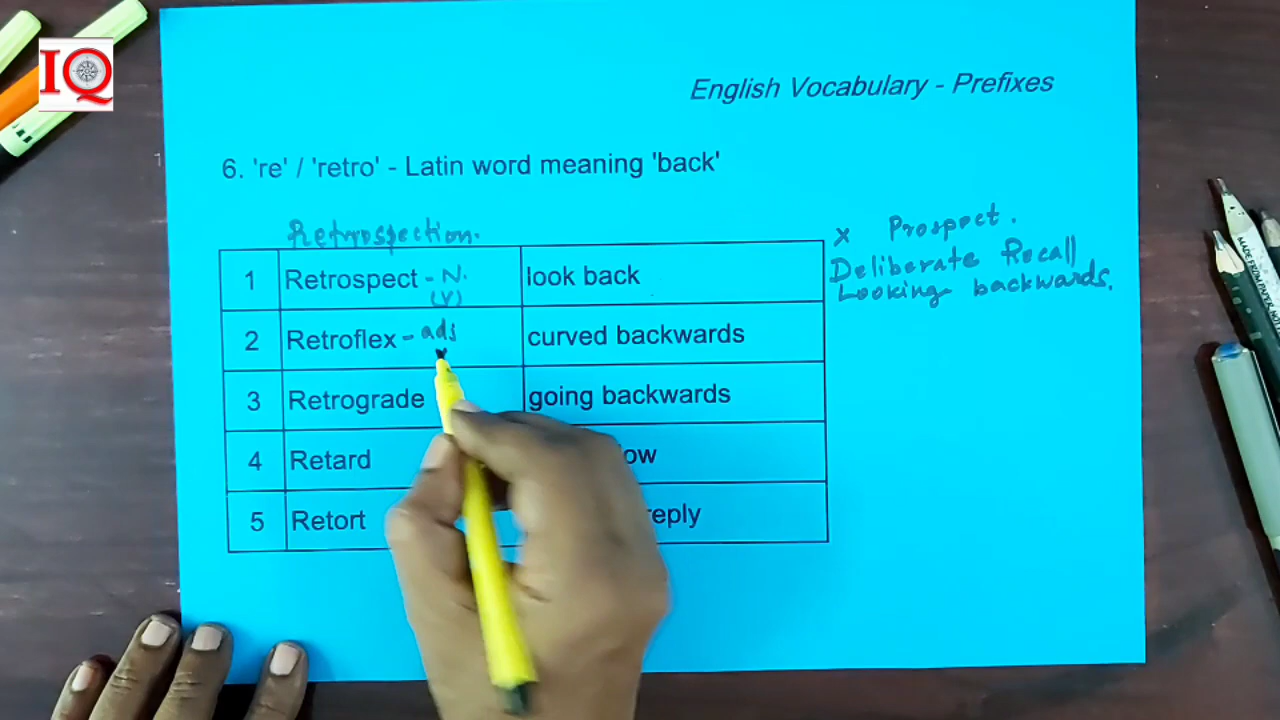 IQ
English Vocabulary - Prefixes
6. 're' / 'retro' - Latin word meaning 'back'
Retrospection.
x Prospect.
Deliberate Recall
Looking backwards.
1 Retrospect - N. look back
(V)
2 Retroflex - adj curved backwards
3 Retrograde going backwards
4 Retard
5 Retort reply